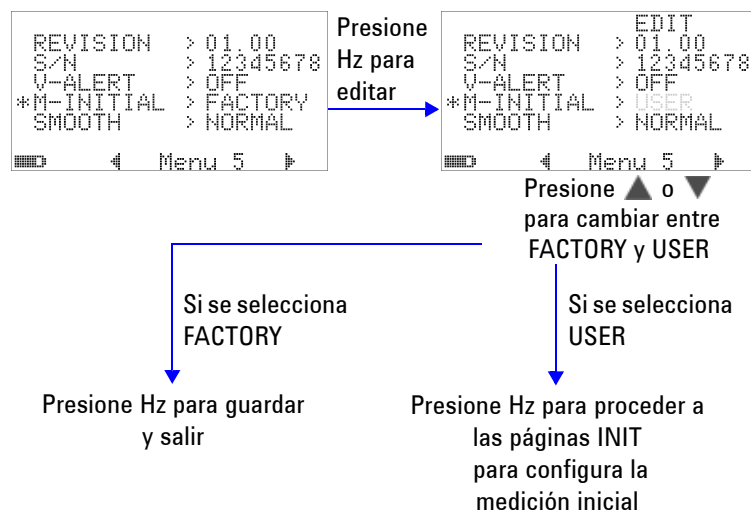 REVISION > 01.00
S/N > 12345678
V-ALERT > OFF
*M-INITIAL > FACTORY
SMOOTH > NORMAL
Menu 5
Presione
Hz para
editar
EDIT
REVISION > 01.00
S/N > 12345678
V-ALERT > OFF
*M-INITIAL > USER
SMOOTH > NORMAL
Menu 5
Presione ▲ o ▼
para cambiar entre
FACTORY y USER
Si se selecciona
FACTORY
Presione Hz para guardar
y salir
Si se selecciona
USER
Presione Hz para proceder a
las páginas INIT
para configura la
medición inicial